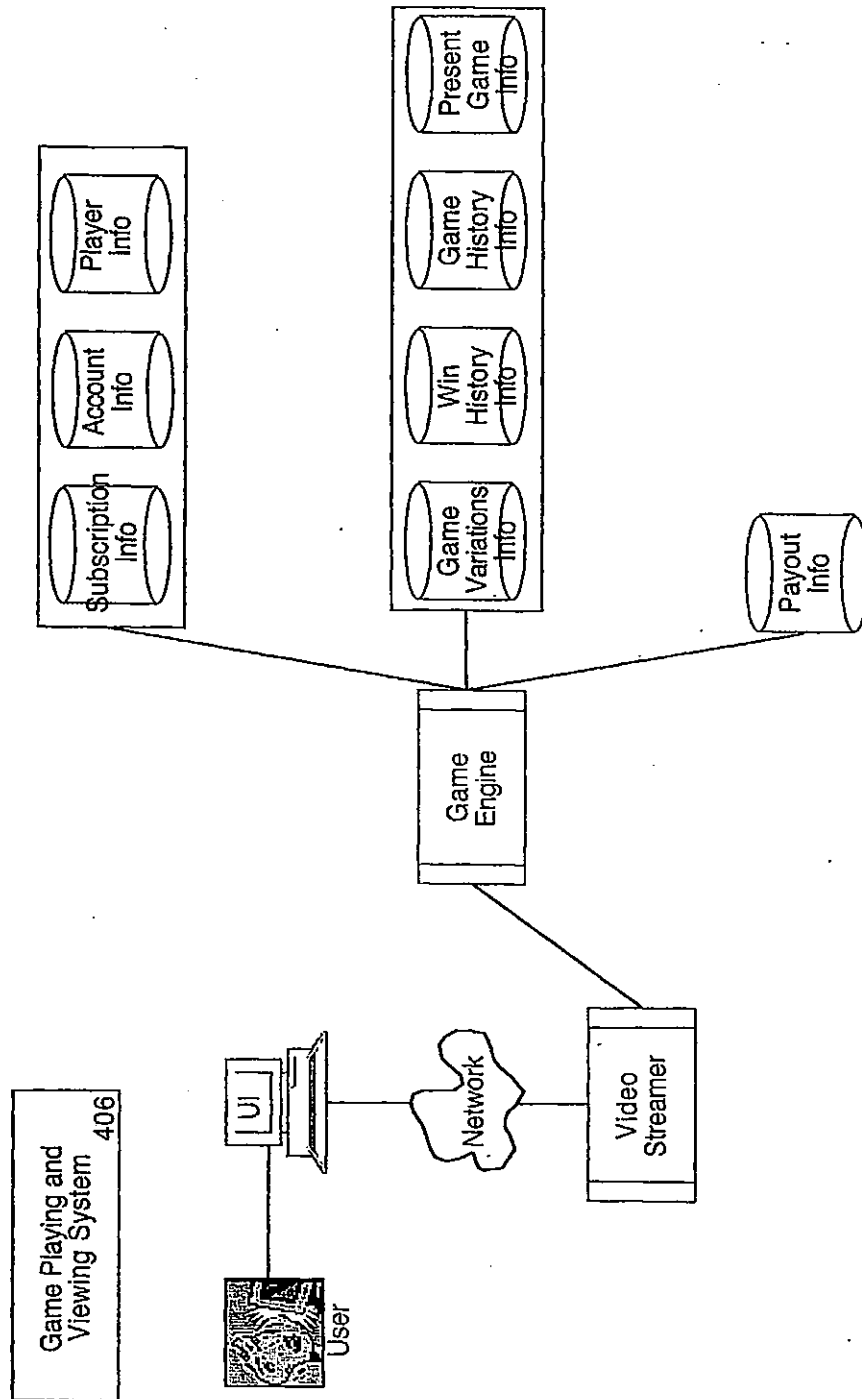 Game Playing and
Viewing System
406
User
UI
Network
Video
Streamer
Game
Engine
Subscription
Info
Account
Info
Player
Info
Game
Variations
Info
Win
History
Info
Game
History
Info
Present
Game
Info
Payout
Info